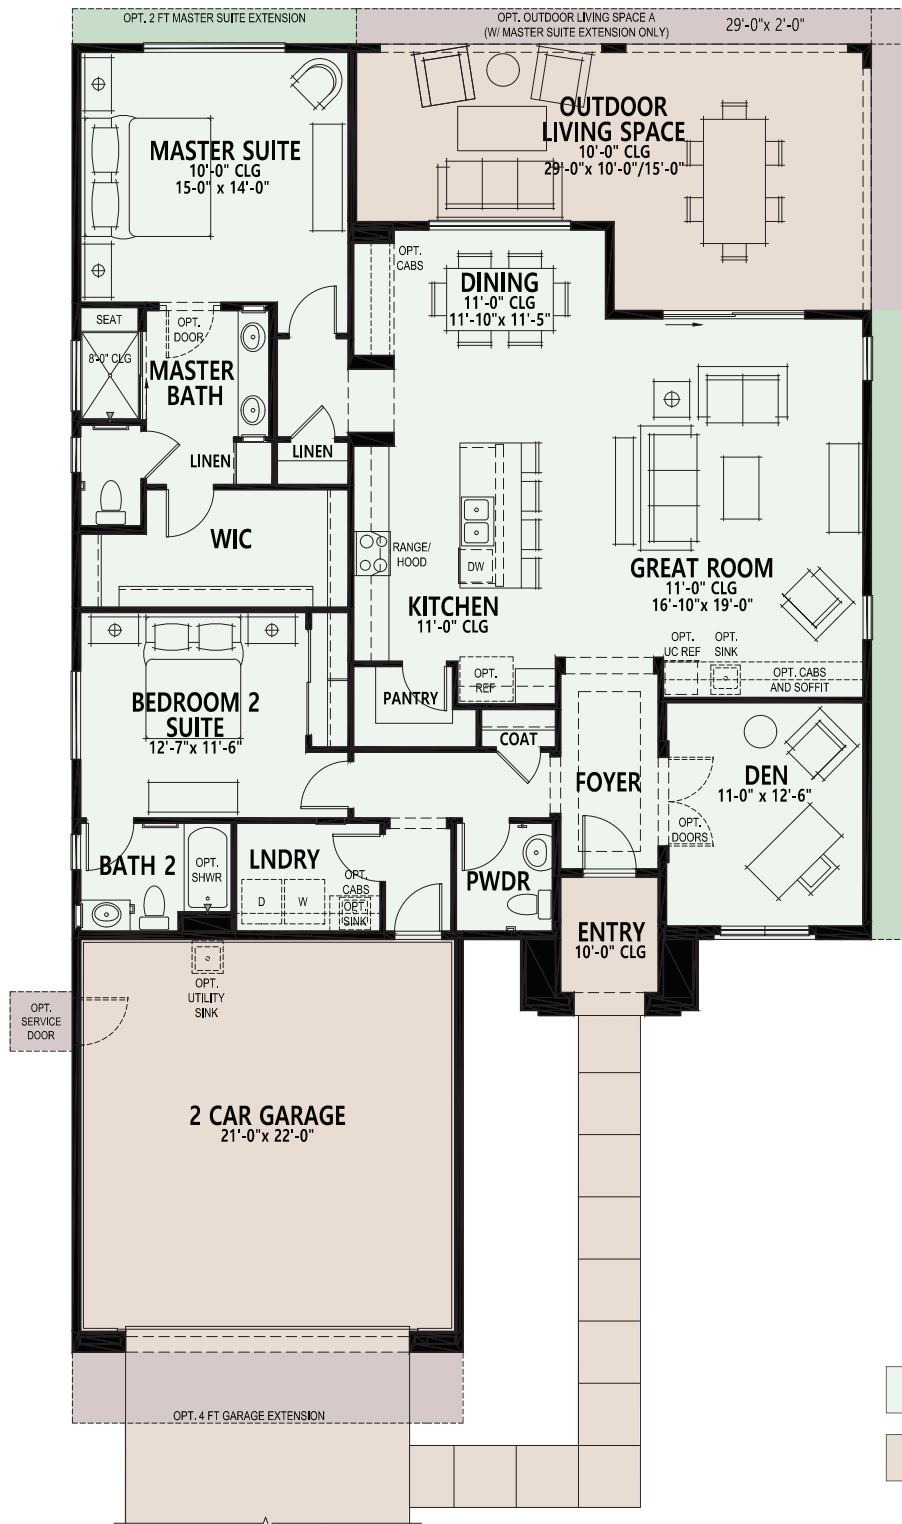 OPT. 2 FT MASTER SUITE EXTENSION
OPT. OUTDOOR LIVING SPACE A
(W/ MASTER SUITE EXTENSION ONLY)
29'-0"x 2'-0"
MASTER SUITE
10'-0" CLG
15-0" x 14'-0"
OUTDOOR
LIVING SPACE
10'-0" CLG
29'-0"x 10'-0"/15'-0"
OPT.
CABS
DINING
11'-0" CLG
11'-10"x 11'-5"
SEAT
8'-0" CLG
OPT.
DOOR
MASTER
BATH
LINEN
LINEN
WIC
RANGE/
HOOD
DW
KITCHEN
11'-0" CLG
GREAT ROOM
11'-0" CLG
16'-10"x 19'-0"
OPT.
UC REF
OPT.
SINK
OPT. CABS
AND SOFFIT
BEDROOM 2
SUITE
12'-7"x 11'-6"
PANTRY
OPT.
REF
COAT
FOYER
DEN
11-0" x 12'-6"
OPT.
DOORS
BATH 2
OPT.
SHWR
LNDRY
D
W
OPT.
CABS
OPT.
SINK
PWDR
ENTRY
10'-0" CLG
OPT.
UTILITY
SINK
OPT.
SERVICE
DOOR
2 CAR GARAGE
21'-0"x 22'-0"
OPT. 4 FT GARAGE EXTENSION